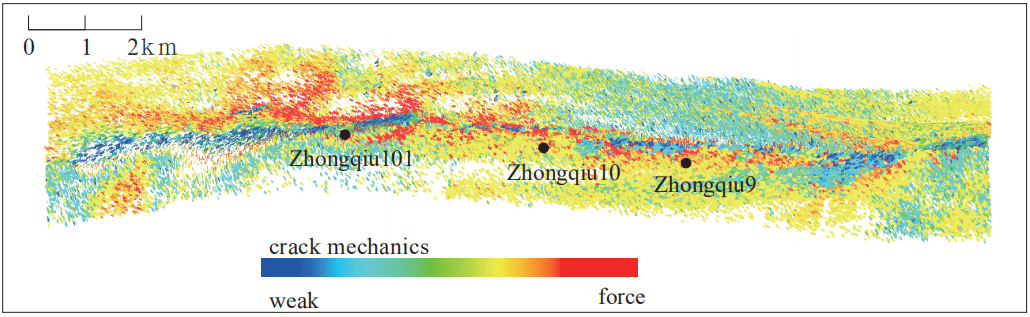 0 1 2km
Zhongqiu101
Zhongqiu10
Zhongqiu9
crack mechanics
weak force